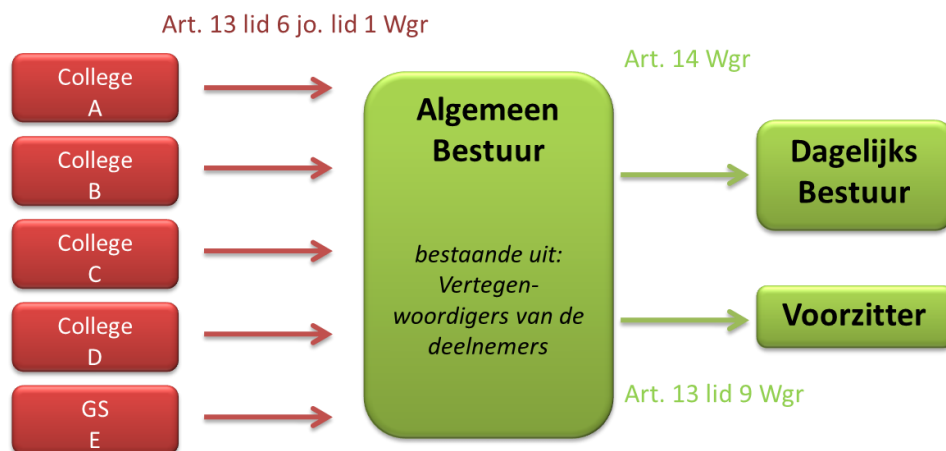 Art. 13 lid 6 jo. lid 1 Wgr
College
A
College
B
College
C
College
D
GS
E
Algemeen
Bestuur
bestaande uit:
Vertegen-
woordigers van de
deelnemers
Art. 14 Wgr
Dagelijks
Bestuur
Voorzitter
Art. 13 lid 9 Wgr